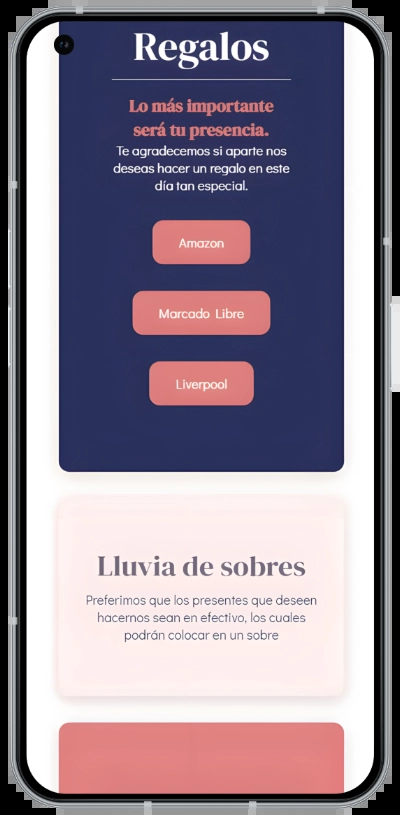 Regalos
Lo más importante
será tu presencia.
Te agradecemos si aparte nos
deseas hacer un regalo en este
día tan especial.
Amazon
Marcado Libre
Liverpool
Lluvia de sobres
Preferimos que los presentes que deseen
hacernos sean en efectivo, los cuales
podrán colocar en un sobre